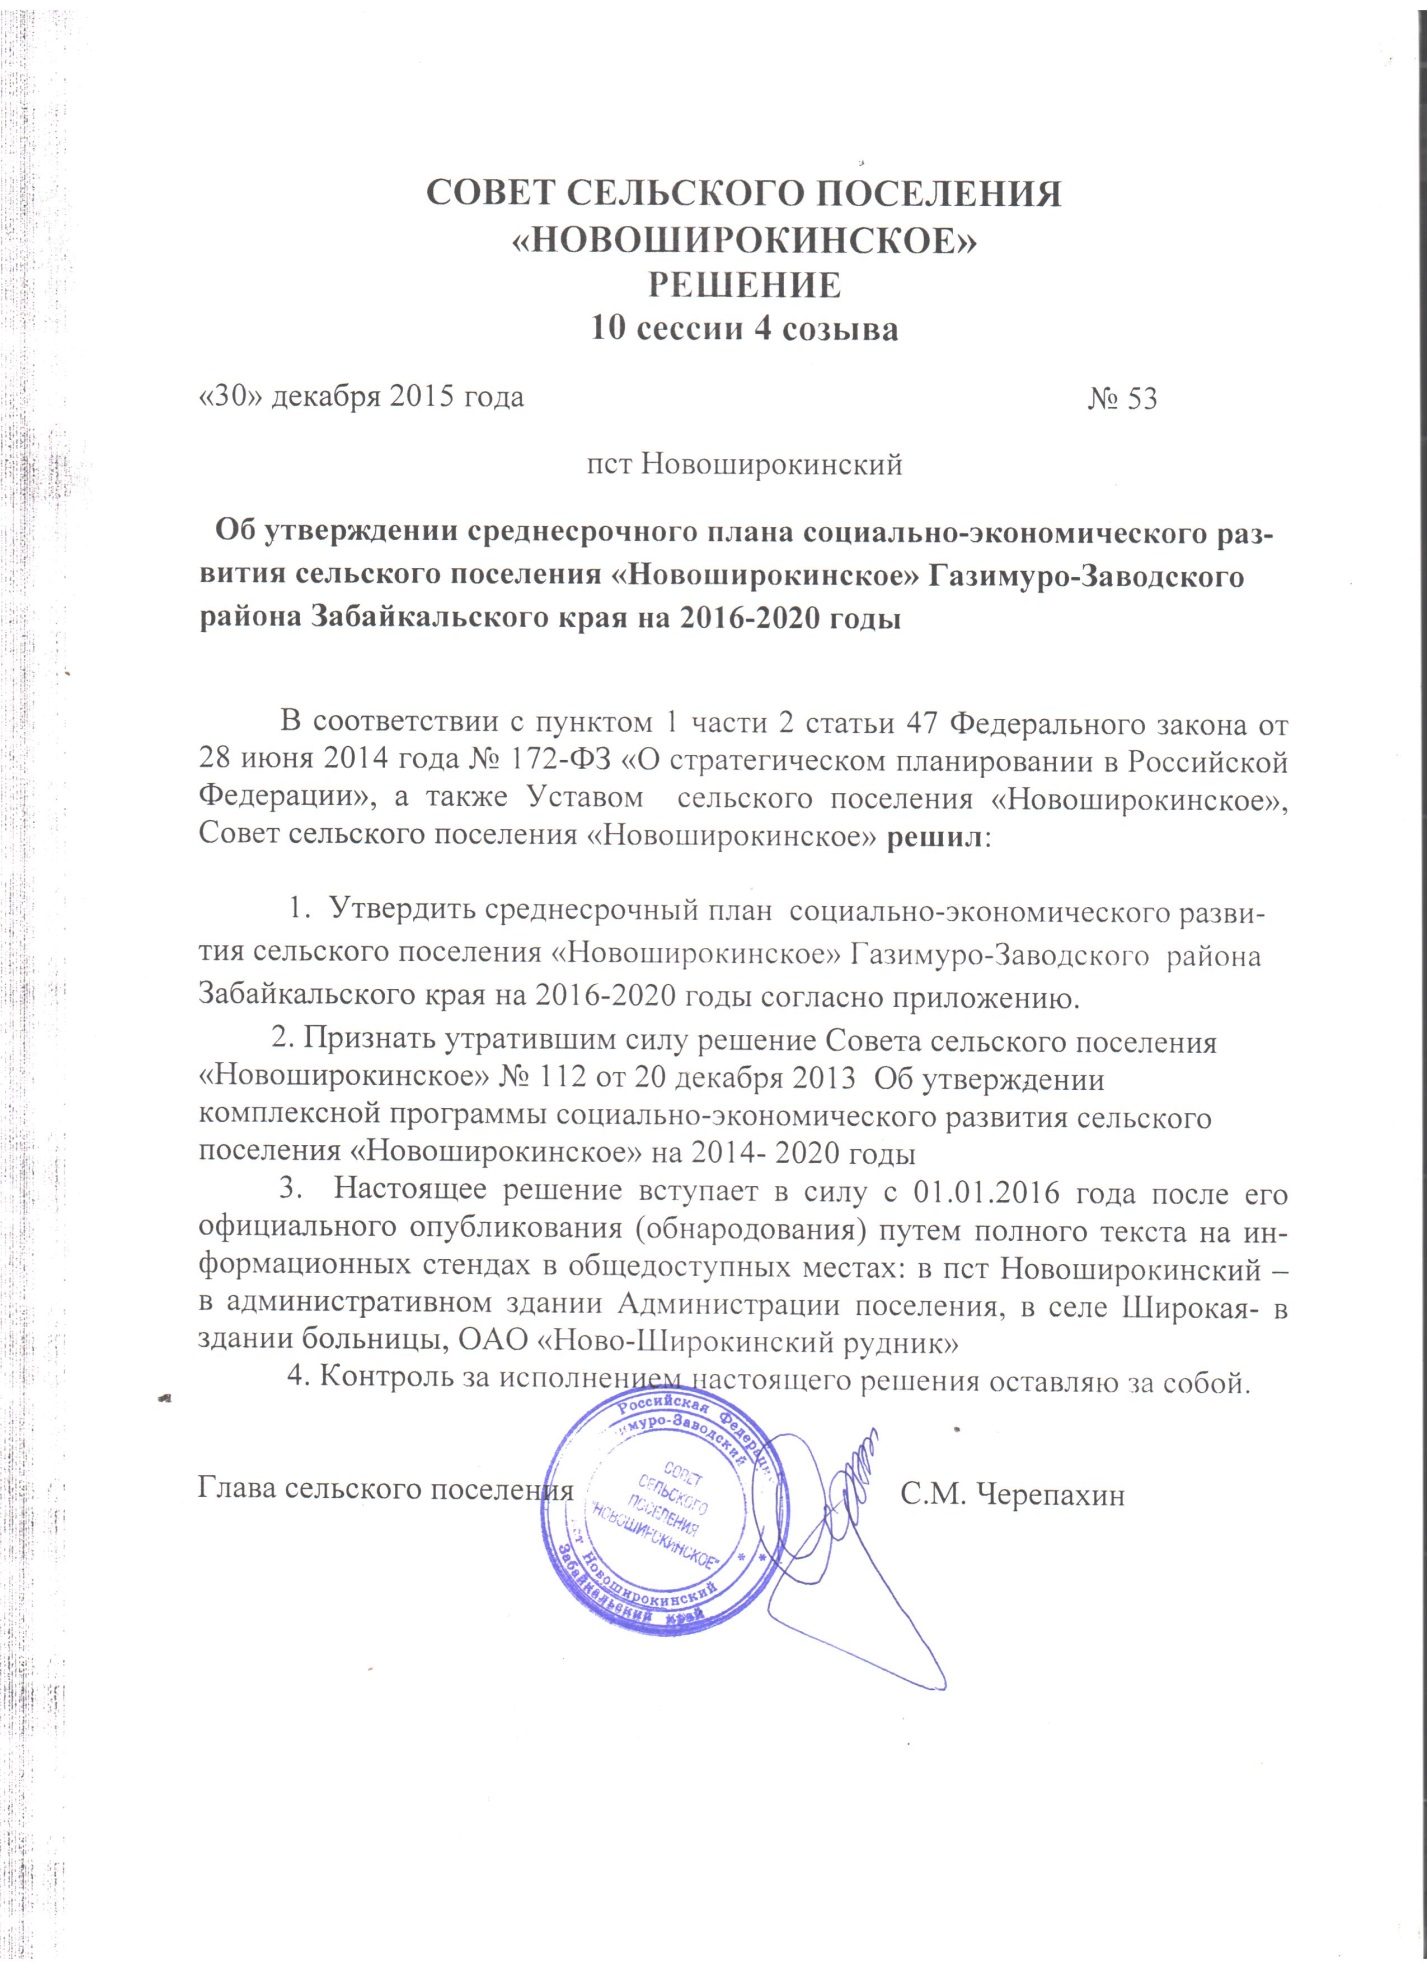 СОВЕТ СЕЛЬСКОГО ПОСЕЛЕНИЯ
«НОВОШИРОКИНСКОЕ»
РЕШЕНИЕ
10 сессии 4 созыва
«30» декабря 2015 года № 53
пст Новоширокинский
Об утверждении среднесрочного плана социально-экономического раз-
вития сельского поселения «Новоширокинское» Газимуро-Заводского
района Забайкальского края на 2016-2020 годы
В соответствии с пунктом 1 части 2 статьи 47 Федерального закона от
28 июня 2014 года № 172-ФЗ «О стратегическом планировании в Российской
Федерации», а также Уставом сельского поселения «Новоширокинское»,
Совет сельского поселения «Новоширокинское» решил:
1. Утвердить среднесрочный план социально-экономического разви-
тия сельского поселения «Новоширокинское» Газимуро-Заводского района
Забайкальского края на 2016-2020 годы согласно приложению.
2. Признать утратившим силу решение Совета сельского поселения
«Новоширокинское» № 112 от 20 декабря 2013 Об утверждении
комплексной программы социально-экономического развития сельского
поселения «Новоширокинское» на 2014- 2020 годы
3. Настоящее решение вступает в силу с 01.01.2016 года после его
официального опубликования (обнародования) путем полного текста на ин-
формационных стендах в общедоступных местах: в пст Новоширокинский –
в административном здании Администрации поселения, в селе Широкая- в
здании больницы, ОАО «Ново-Широкинский рудник»
4. Контроль за исполнением настоящего решения оставляю за собой.
Глава сельского поселения С.М. Черепахин
Российская Федераци
имуро-Заводский
СОВЕТ
СЕЛЬСКОГО
ПОСЕЛЕНИЯ
"НОВОШИРОКИНСКОЕ"
ст Новоширокинский
Забайкальский край